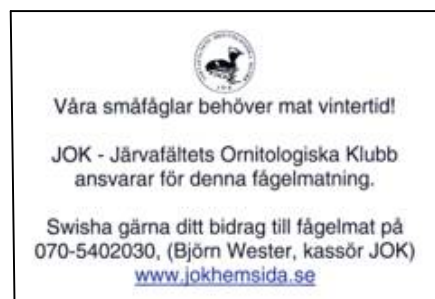 Våra småfåglar behöver mat vintertid!
JOK - Järvafältets Ornitologiska Klubb
ansvarar för denna fågelmatning.
Swisha gärna ditt bidrag till fågelmat på
070-5402030, (Björn Wester, kassör JOK)
www.jokhemsida.se